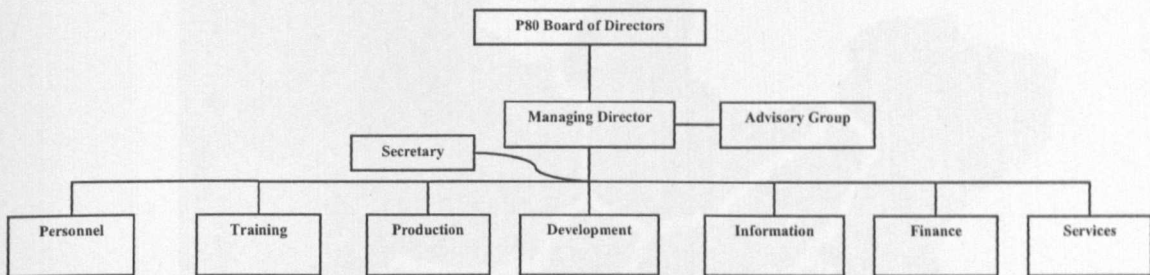 P80 Board of Directors
Managing Director
Advisory Group
Secretary
Personnel
Training
Production
Development
Information
Finance
Services